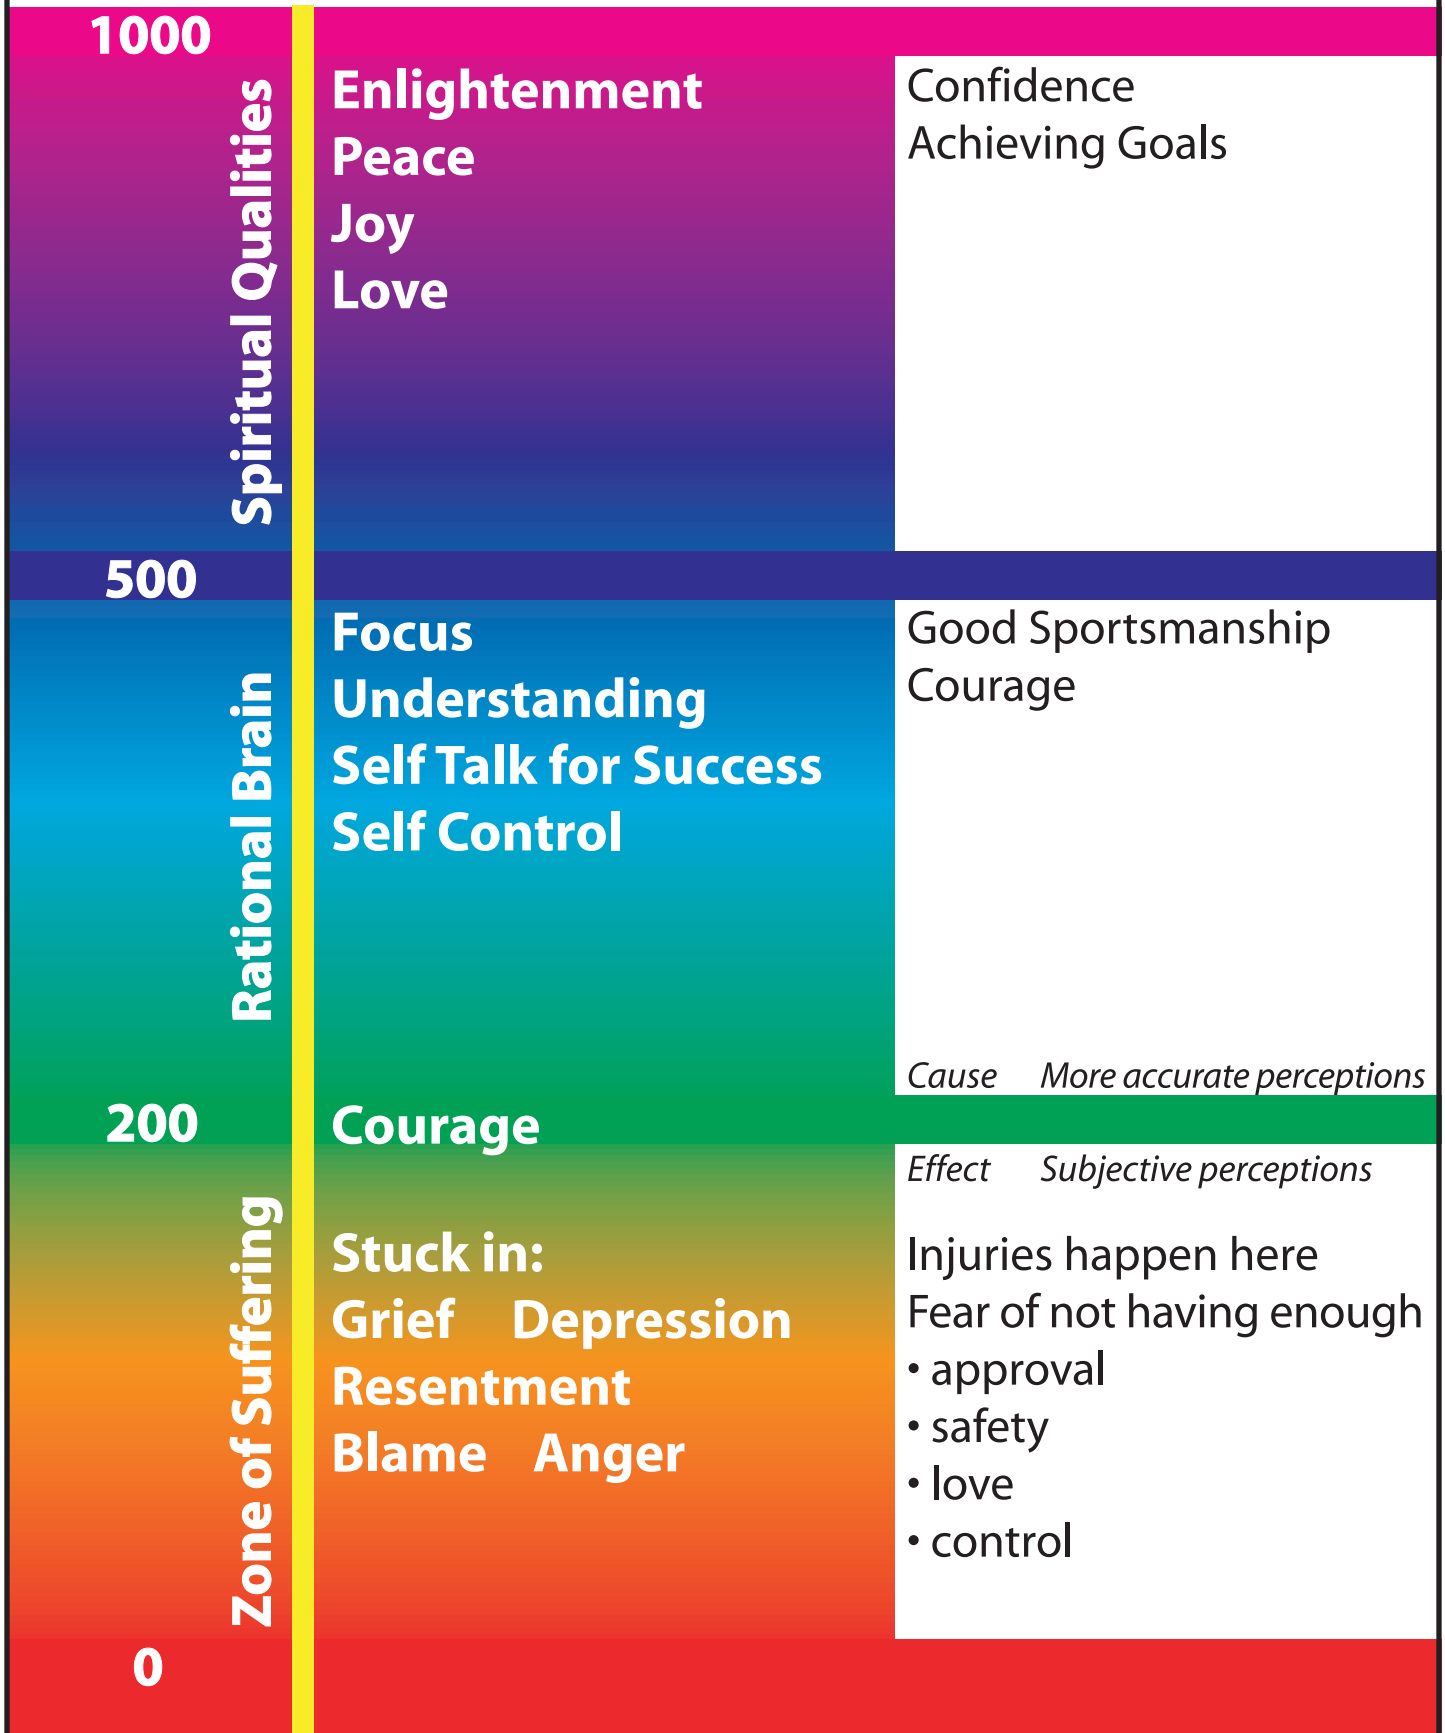 1000
Spiritual Qualities
Enlightenment
Peace
Joy
Love
Confidence
Achieving Goals
500
Rational Brain
Focus
Understanding
Self Talk for Success
Self Control
Good Sportsmanship
Courage
Cause More accurate perceptions
200
Courage
Effect Subjective perceptions
Zone of Suffering
Stuck in:
Grief Depression
Resentment
Blame Anger
Injuries happen here
Fear of not having enough
• approval
• safety
• love
• control
0